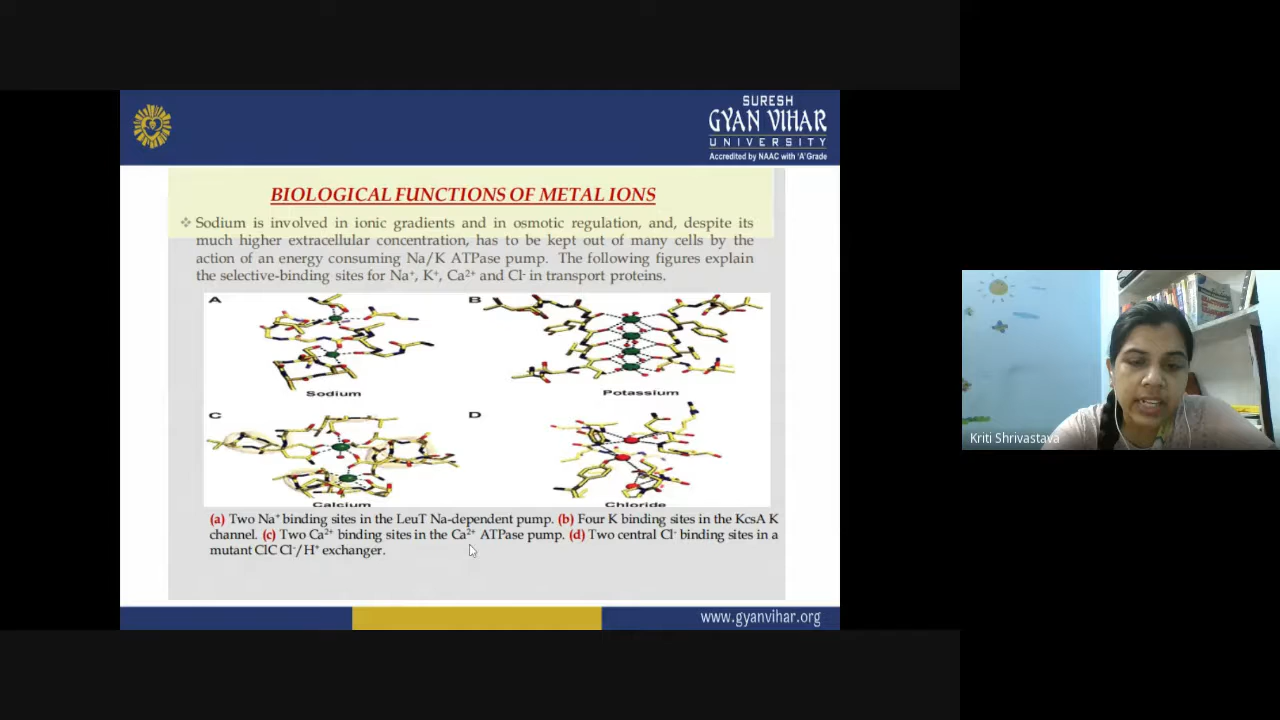 SURESH
GYAN VIHAR
UNIVERSITY
Accredited by NAAC with 'A' Grade
BIOLOGICAL FUNCTIONS OF METAL IONS
❖ Sodium is involved in ionic gradients and in osmotic regulation, and, despite its
much higher extracellular concentration, has to be kept out of many cells by the
action of an energy consuming Na/K ATPase pump. The following figures explain
the selective-binding sites for Na⁺, K⁺, Ca²⁺ and Cl⁻ in transport proteins.
A
B
Sodium
Potassium
C
D
Calcium
Chloride
(a) Two Na⁺ binding sites in the LeuT Na-dependent pump. (b) Four K binding sites in the KcsA K
channel. (c) Two Ca²⁺ binding sites in the Ca²⁺ ATPase pump. (d) Two central Cl⁻ binding sites in a
mutant ClC Cl⁻/H⁺ exchanger.
www.gyanvihar.org
Kriti Shrivastava